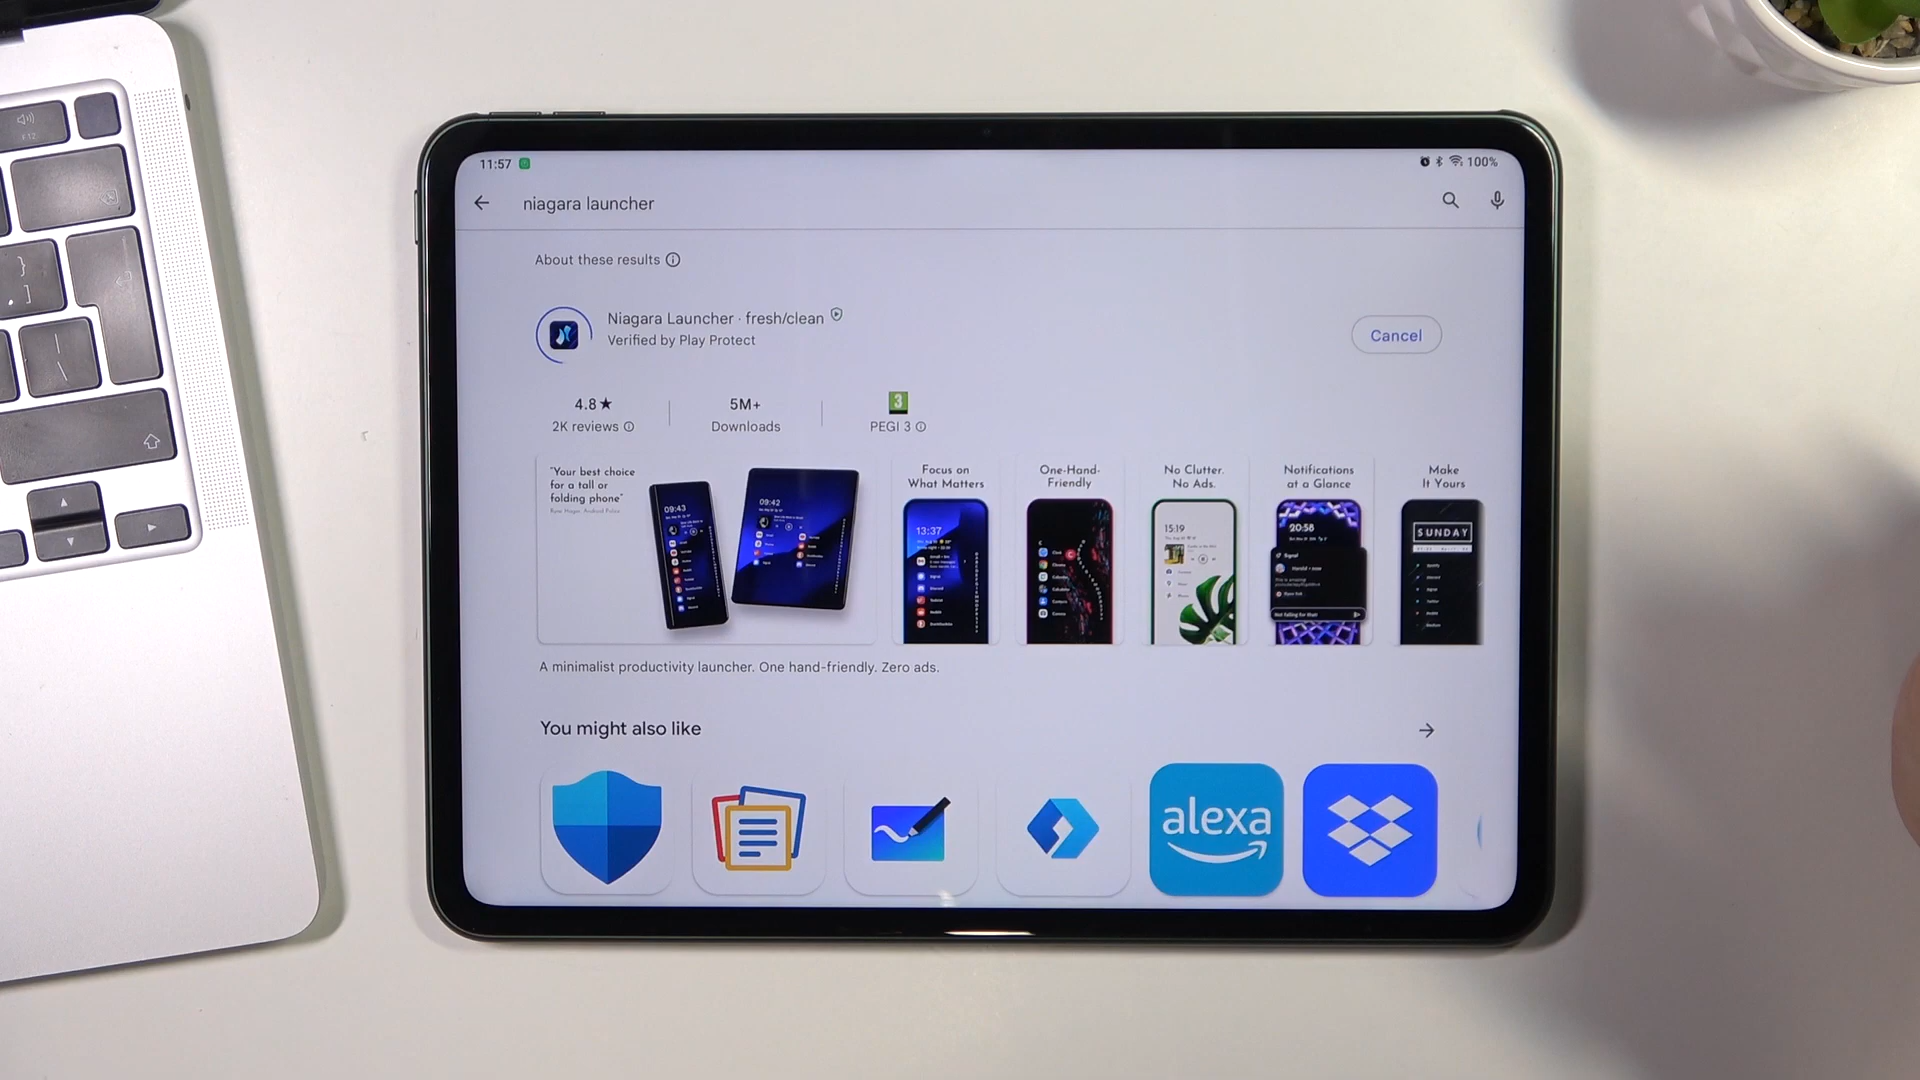 11:57
100%
niagara launcher
About these results
Niagara Launcher · fresh/clean
Verified by Play Protect
Cancel
4.8★
2K reviews
5M+
Downloads
3
PEGI 3
"Your best choice
for a tall or
folding phone"
09:43
09:42
Focus on
What Matters
13:37
One-Hand-
Friendly
No Clutter.
No Ads.
15:19
Notifications
at a Glance
20:58
Signal
Make
It Yours
SUNDAY
A minimalist productivity launcher. One hand-friendly. Zero ads.
You might also like
alexa
F12